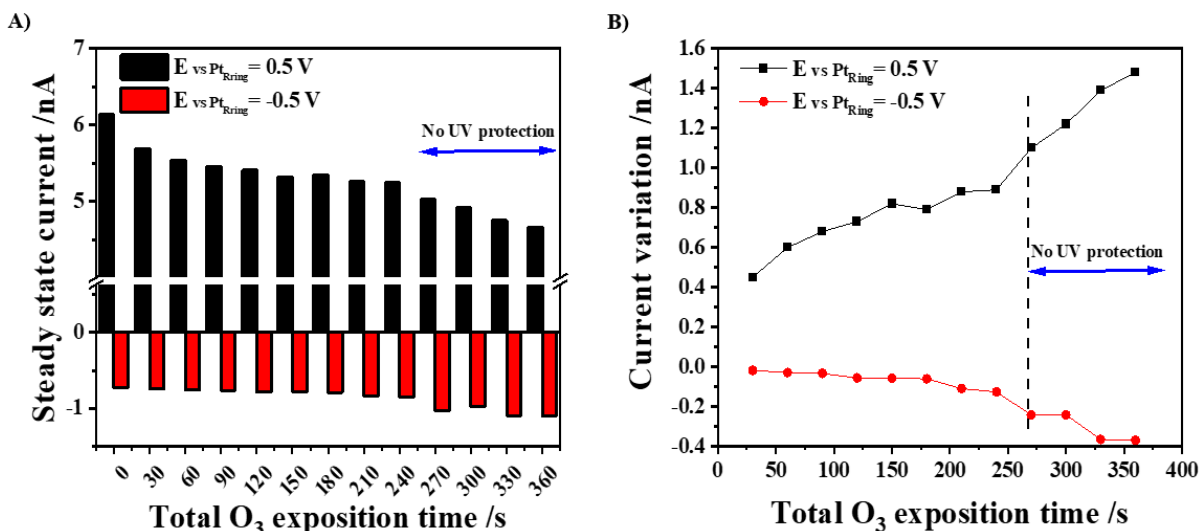 A)
Steady state current /nA
7
6
5
0
-1
E vs Pt_Rring = 0.5 V
E vs Pt_Rring = -0.5 V
No UV protection
0 30 60 90 120 150 180 210 240 270 300 330 360
Total O₃ exposition time /s
B)
Current variation /nA
1.6
1.4
1.2
1.0
0.8
0.6
0.4
0.2
0.0
-0.2
-0.4
E vs Pt_Ring = 0.5 V
E vs Pt_Ring = -0.5 V
No UV protection
0 50 100 150 200 250 300 350 400
Total O₃ exposition time /s